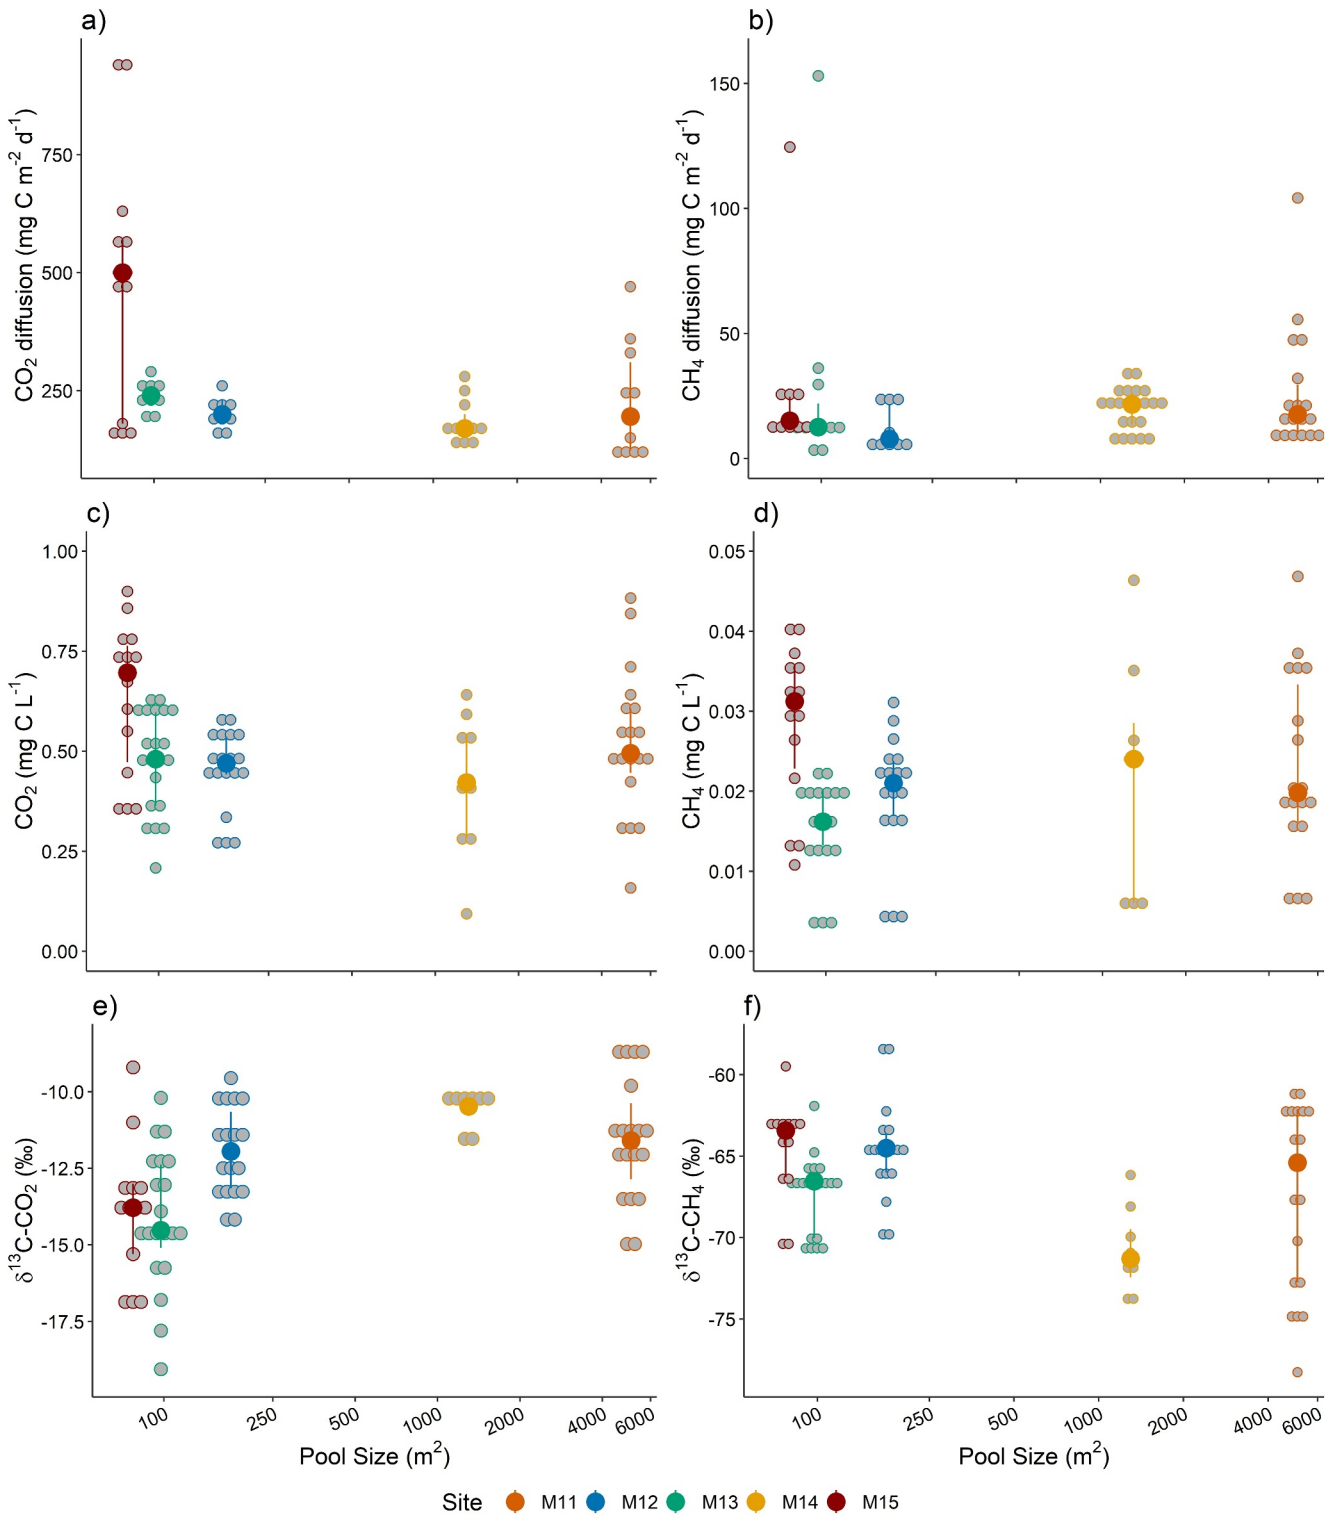 a)
CO2 diffusion (mg C m-2 d-1)
750
500
250
b)
CH4 diffusion (mg C m-2 d-1)
150
100
50
0
c)
CO2 (mg C L-1)
1.00
0.75
0.50
0.25
0.00
d)
CH4 (mg C L-1)
0.05
0.04
0.03
0.02
0.01
0.00
e)
δ13C-CO2 (‰)
-10.0
-12.5
-15.0
-17.5
100 250 500 1000 2000 4000 6000
Pool Size (m2)
f)
δ13C-CH4 (‰)
-60
-65
-70
-75
100 250 500 1000 2000 4000 6000
Pool Size (m2)
Site M11 M12 M13 M14 M15